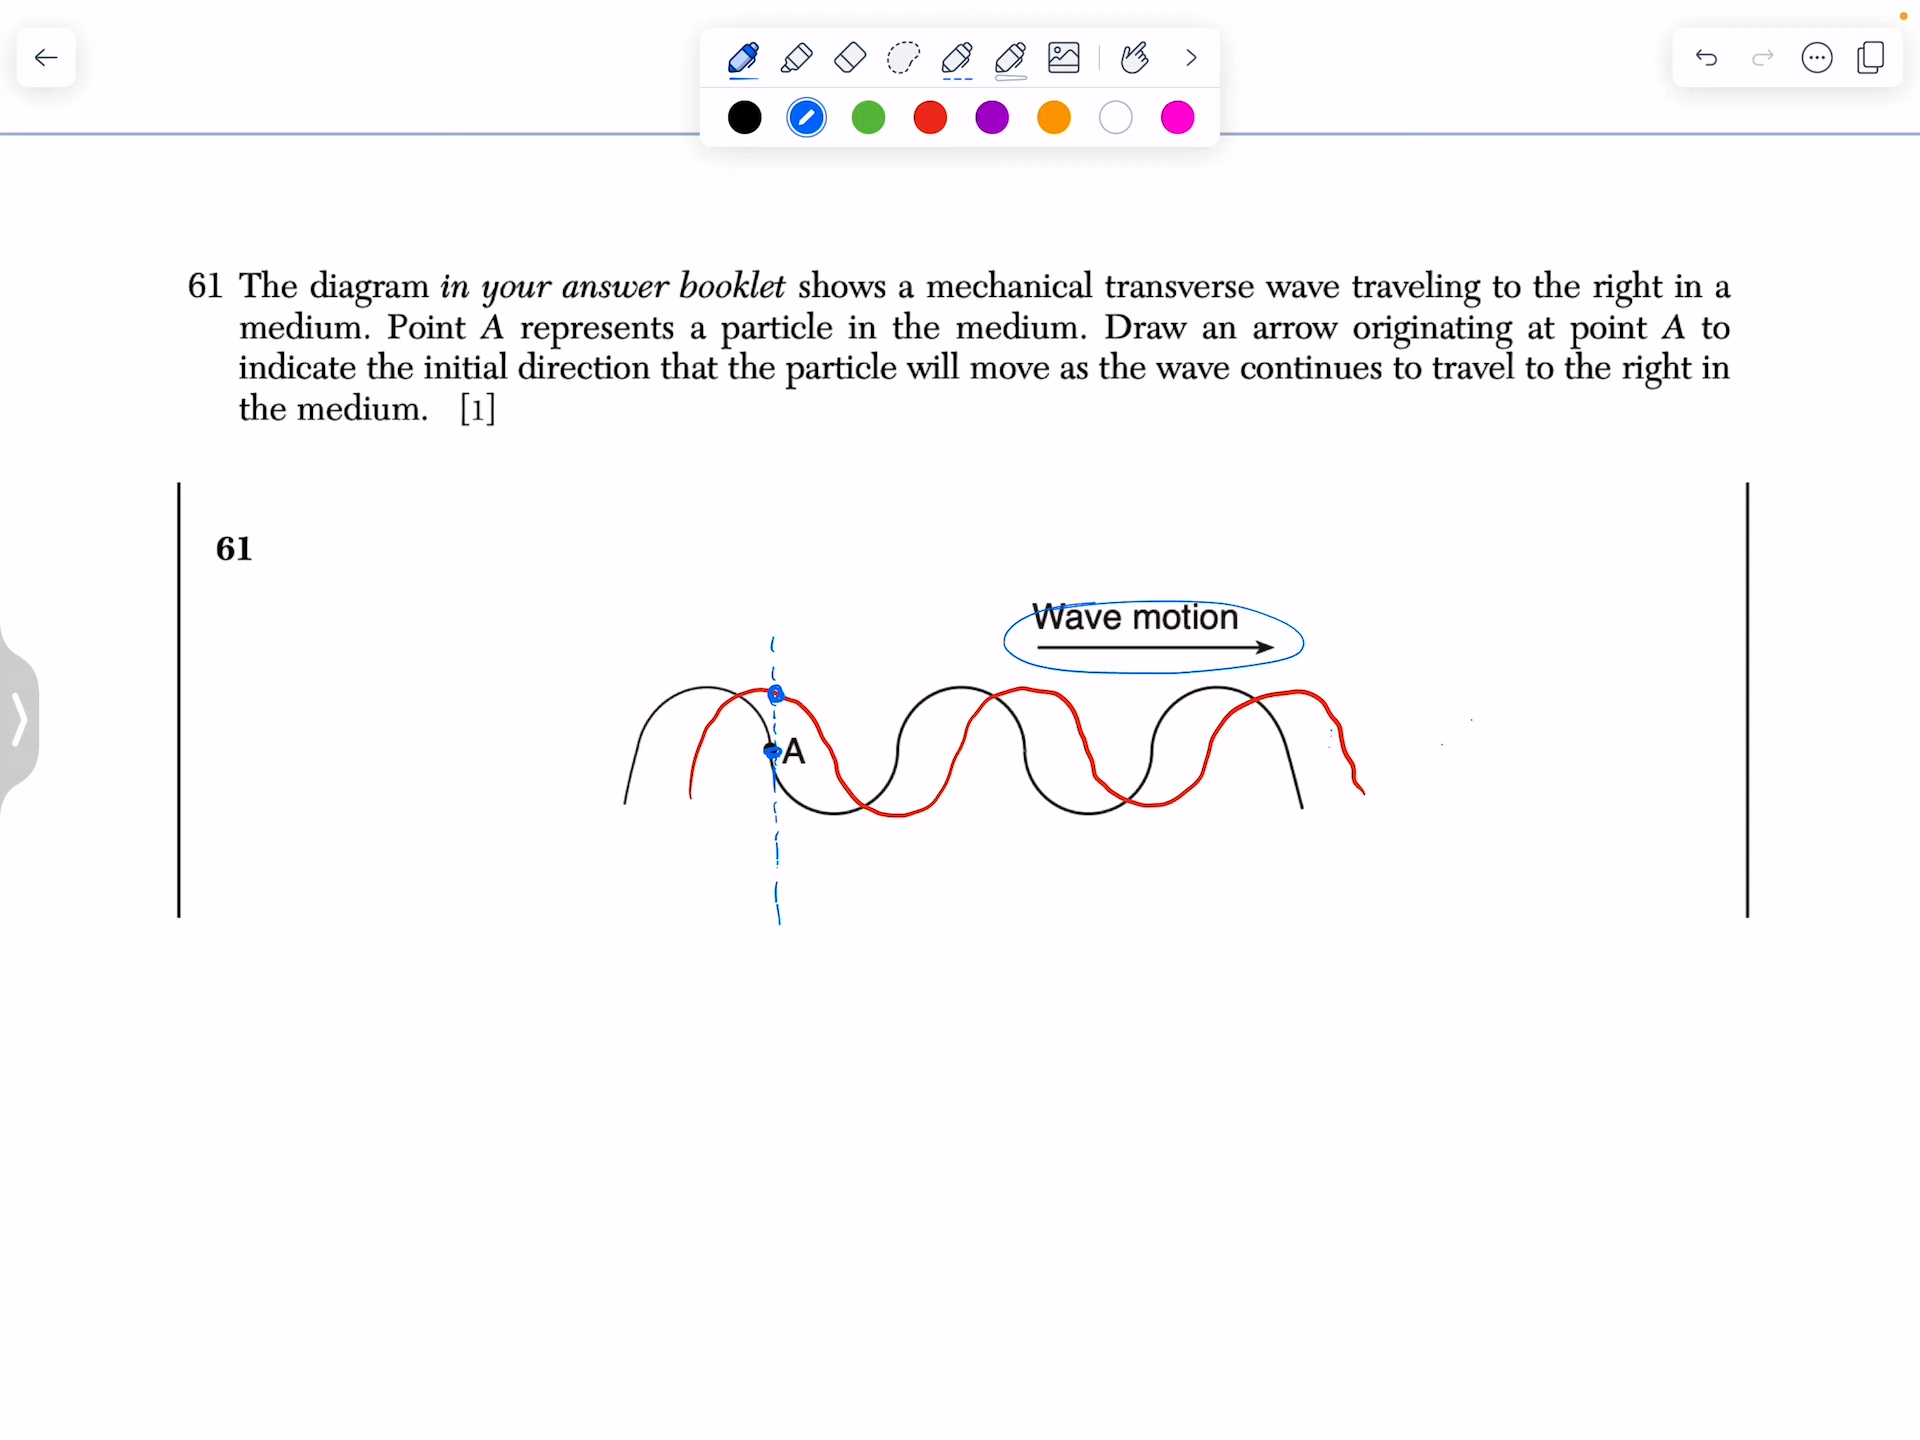 61 The diagram in your answer booklet shows a mechanical transverse wave traveling to the right in a
medium. Point A represents a particle in the medium. Draw an arrow originating at point A to
indicate the initial direction that the particle will move as the wave continues to travel to the right in
the medium. [1]
61
Wave motion
A